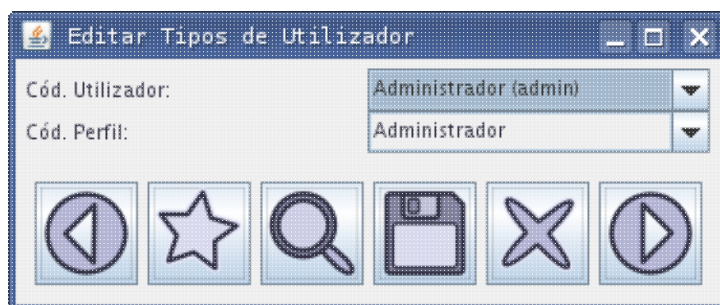 Editar Tipos de Utilizador
Cód. Utilizador: Administrador (admin)
Cód. Perfil: Administrador